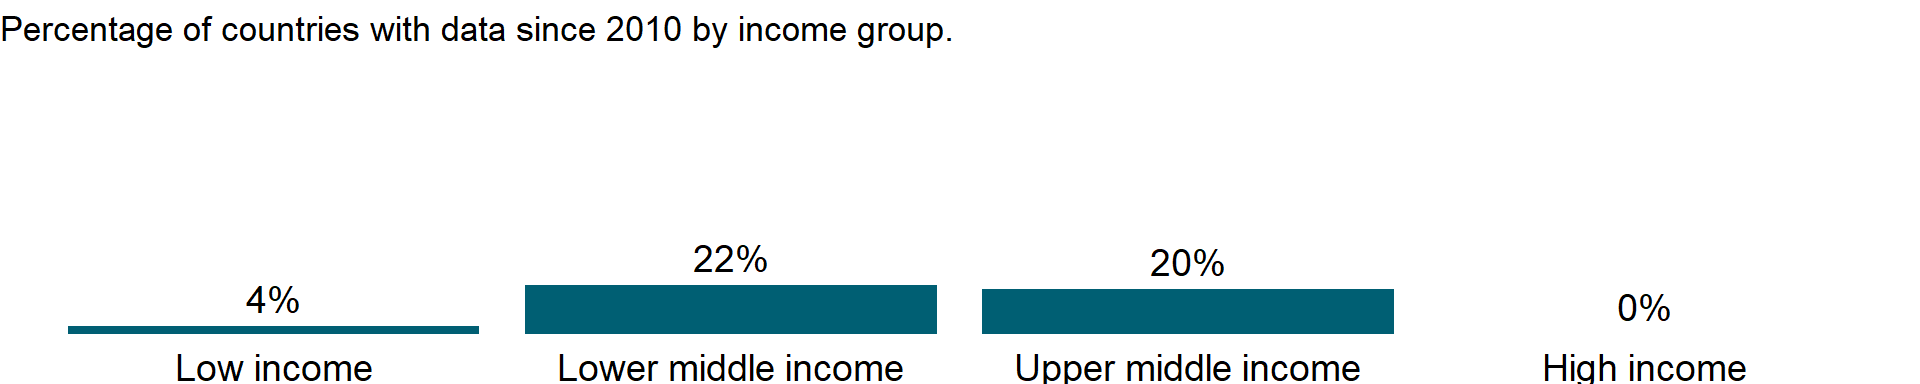 Percentage of countries with data since 2010 by income group.
4%
22%
20%
0%
Low income
Lower middle income
Upper middle income
High income